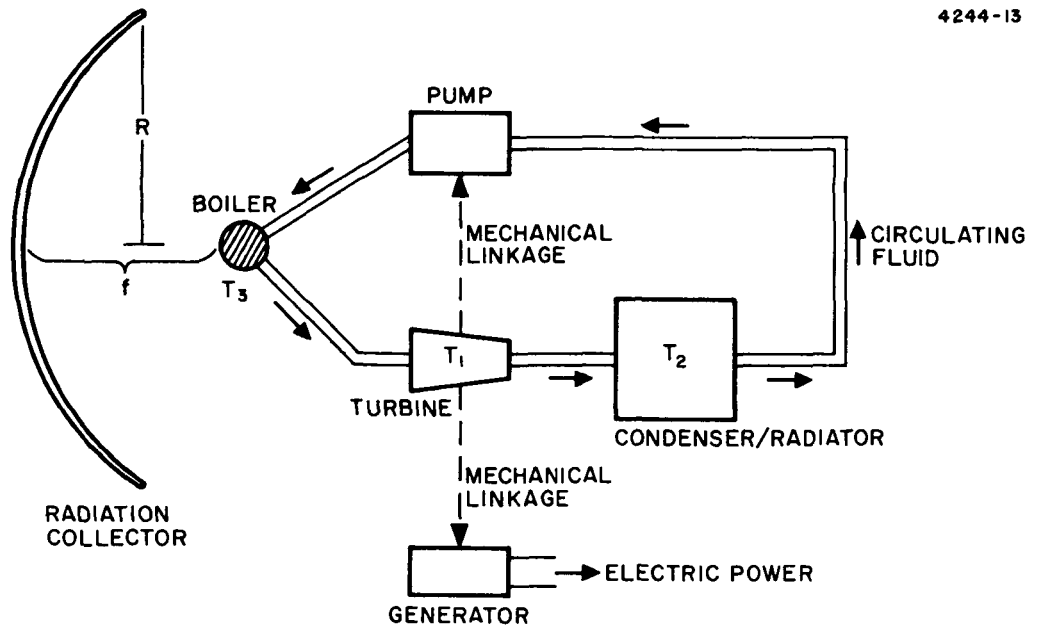 4244-13
PUMP
R
BOILER
MECHANICAL
LINKAGE
CIRCULATING
FLUID
f
T3
T1
T2
TURBINE
CONDENSER/RADIATOR
MECHANICAL
LINKAGE
RADIATION
COLLECTOR
ELECTRIC POWER
GENERATOR